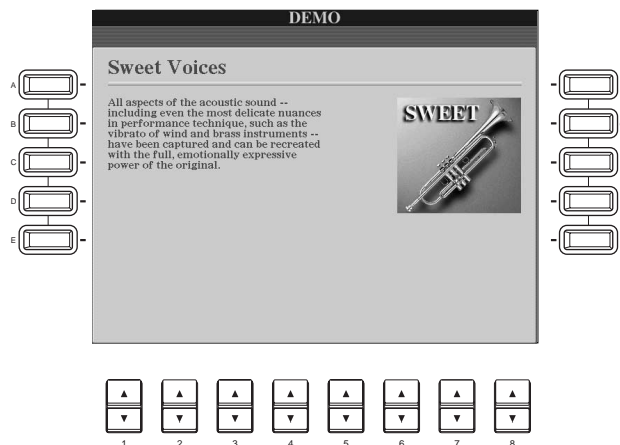 DEMO
Sweet Voices
All aspects of the acoustic sound --
including even the most delicate nuances
in performance technique, such as the
vibrato of wind and brass instruments --
have been captured and can be recreated
with the full, emotionally expressive
power of the original.
SWEET
A
B
C
D
E
1 2 3 4 5 6 7 8